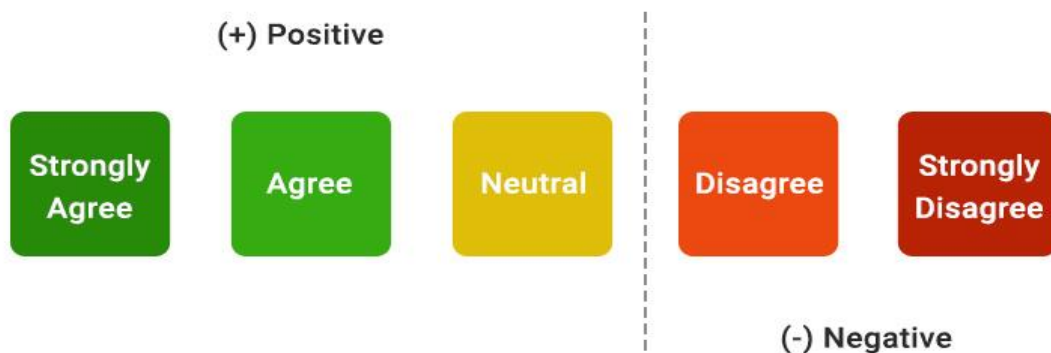 (+) Positive
Strongly
Agree
Agree
Neutral
Disagree
Strongly
Disagree
(-) Negative